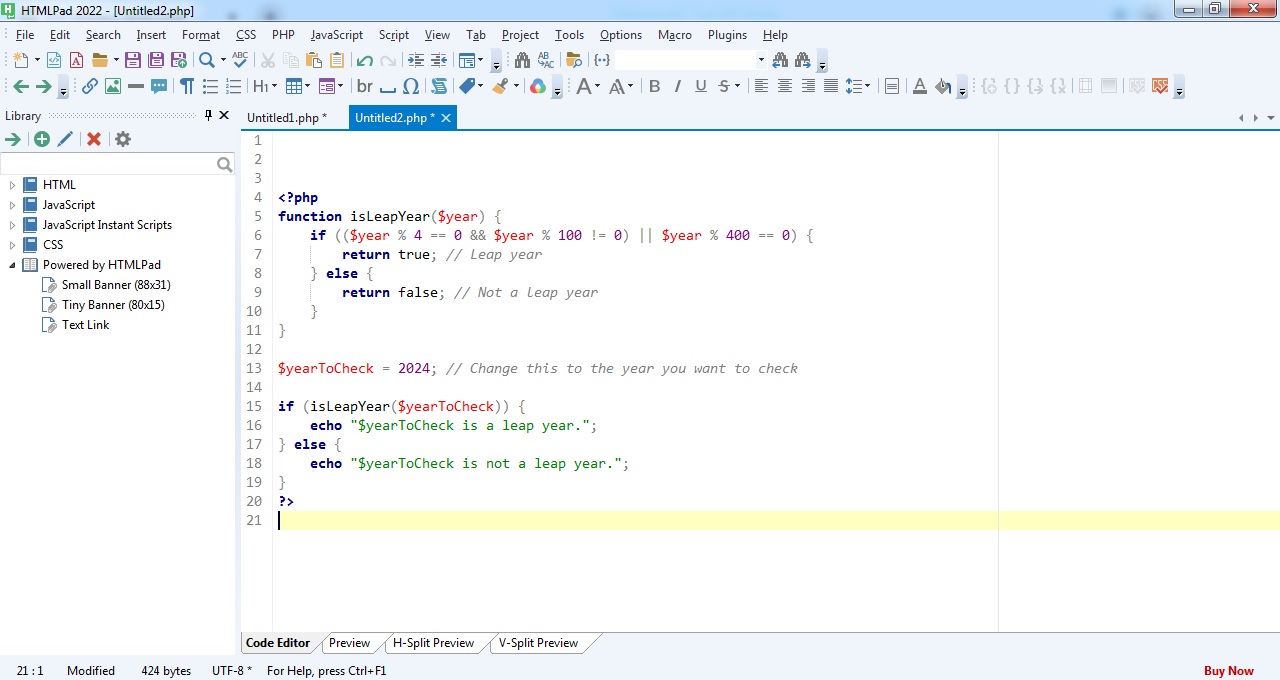 HTMLPad 2022 - [Untitled2.php]
File Edit Search Insert Format CSS PHP JavaScript Script View Tab Project Tools Options Macro Plugins Help
ABC
H br Ω A A B I U S A
Library
Untitled1.php * Untitled2.php *
HTML
JavaScript
JavaScript Instant Scripts
CSS
Powered by HTMLPad
Small Banner (88x31)
Tiny Banner (80x15)
Text Link
1
2
3
4 <?php
5 function isLeapYear($year) {
6     if (($year % 4 == 0 && $year % 100 != 0) || $year % 400 == 0) {
7         return true; // Leap year
8     } else {
9         return false; // Not a leap year
10     }
11 }
12
13 $yearToCheck = 2024; // Change this to the year you want to check
14
15 if (isLeapYear($yearToCheck)) {
16     echo "$yearToCheck is a leap year.";
17 } else {
18     echo "$yearToCheck is not a leap year.";
19 }
20 ?>
21
Code Editor Preview H-Split Preview V-Split Preview
21 : 1 Modified 424 bytes UTF-8 * For Help, press Ctrl+F1 Buy Now